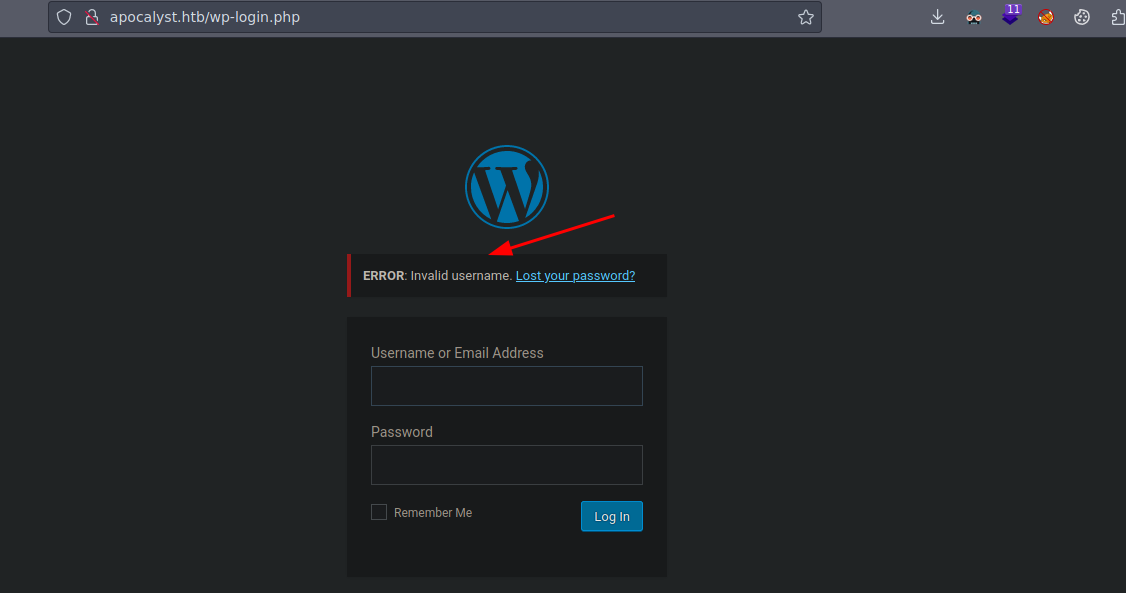 apocalyst.htb/wp-login.php
11
ERROR: Invalid username. Lost your password?
Username or Email Address
Password
Remember Me
Log In